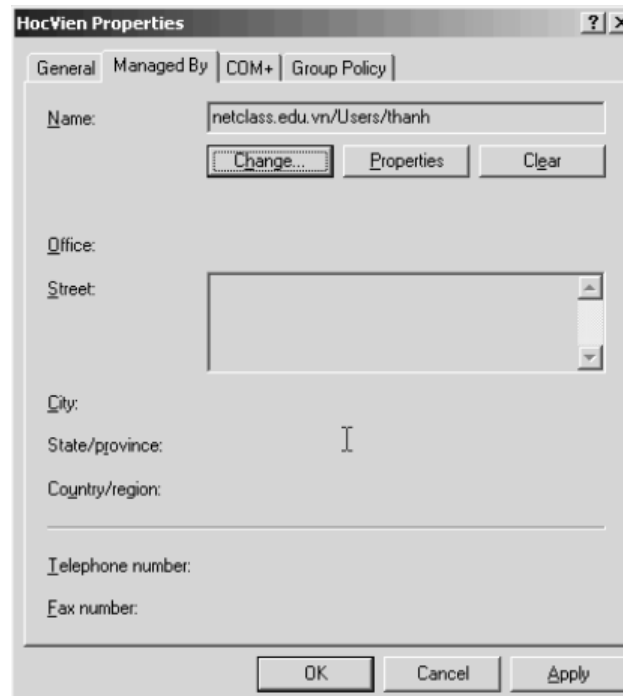 HocVien Properties
General Managed By COM+ Group Policy
Name: netclass.edu.vn/Users/thanh
Change... Properties Clear
Office:
Street:
City:
State/province:
Country/region:
Telephone number:
Fax number:
OK Cancel Apply